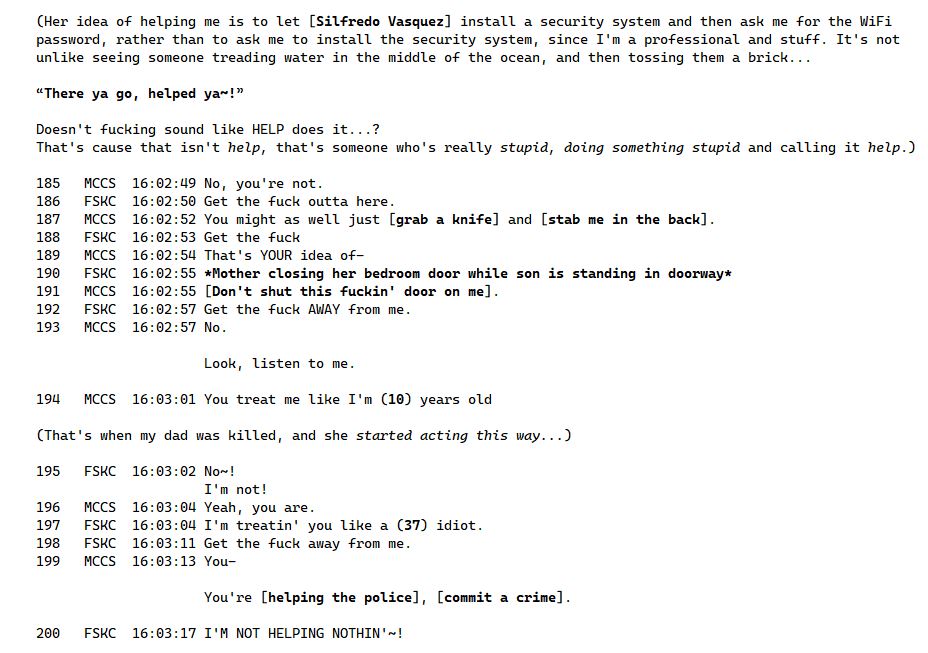 (Her idea of helping me is to let [Silfredo Vasquez] install a security system and then ask me for the WiFi
password, rather than to ask me to install the security system, since I'm a professional and stuff. It's not
unlike seeing someone treading water in the middle of the ocean, and then tossing them a brick...
“There ya go, helped ya~!”
Doesn't fucking sound like HELP does it...?
That's cause that isn't help, that's someone who's really stupid, doing something stupid and calling it help.)
185 MCCS 16:02:49 No, you're not.
186 FSKC 16:02:50 Get the fuck outta here.
187 MCCS 16:02:52 You might as well just [grab a knife] and [stab me in the back].
188 FSKC 16:02:53 Get the fuck
189 MCCS 16:02:54 That's YOUR idea of-
190 FSKC 16:02:55 *Mother closing her bedroom door while son is standing in doorway*
191 MCCS 16:02:55 [Don't shut this fuckin' door on me].
192 FSKC 16:02:57 Get the fuck AWAY from me.
193 MCCS 16:02:57 No.
Look, listen to me.
194 MCCS 16:03:01 You treat me like I'm (10) years old
(That's when my dad was killed, and she started acting this way...)
195 FSKC 16:03:02 No~!
I'm not!
196 MCCS 16:03:04 Yeah, you are.
197 FSKC 16:03:04 I'm treatin' you like a (37) idiot.
198 FSKC 16:03:11 Get the fuck away from me.
199 MCCS 16:03:13 You-
You're [helping the police], [commit a crime].
200 FSKC 16:03:17 I'M NOT HELPING NOTHIN'~!